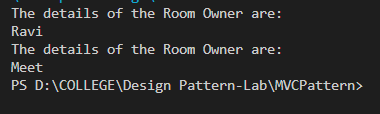 The details of the Room Owner are:
Ravi
The details of the Room Owner are:
Meet
PS D:\COLLEGE\Design Pattern-Lab\MVCPattern>